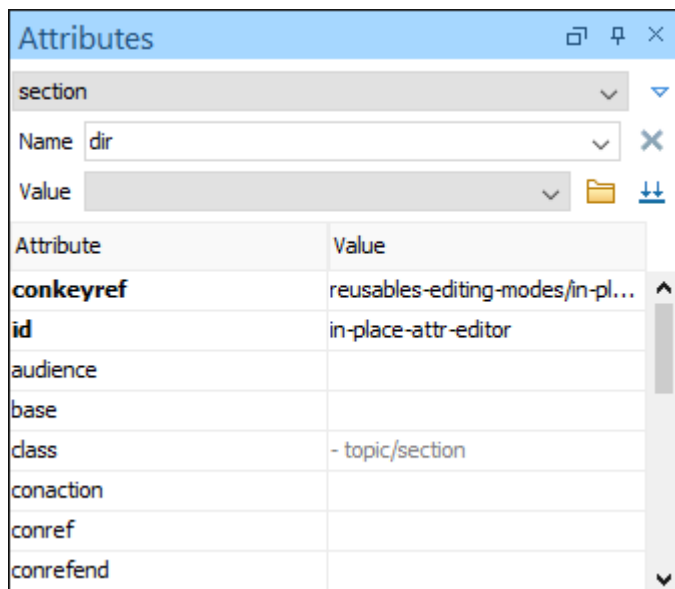 Attributes
section
Name dir
Value
Attribute Value
conkeyref reusables-editing-modes/in-pl...
id in-place-attr-editor
audience
base
class - topic/section
conaction
conref
conrefend